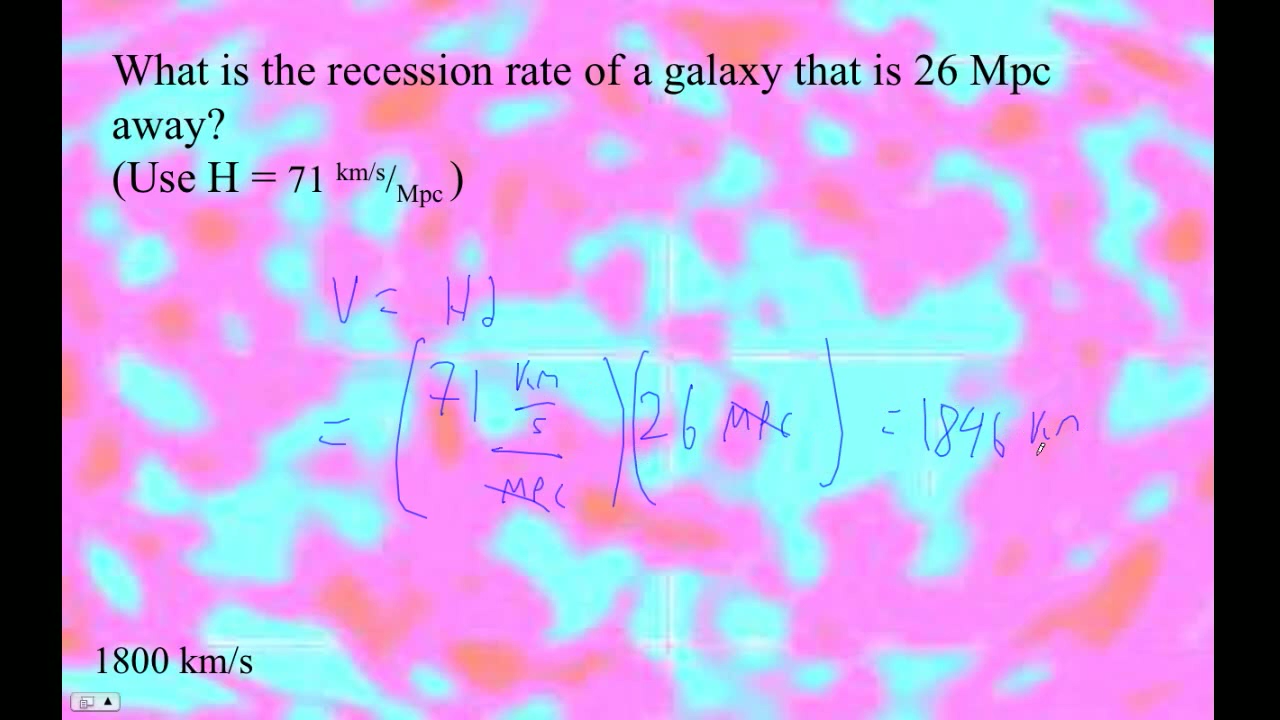 What is the recession rate of a galaxy that is 26 Mpc
away?
(Use H = 71 km/s/Mpc )
V = Hd
= (71 km/s/MPC)(26 MPC) = 1846 km
1800 km/s